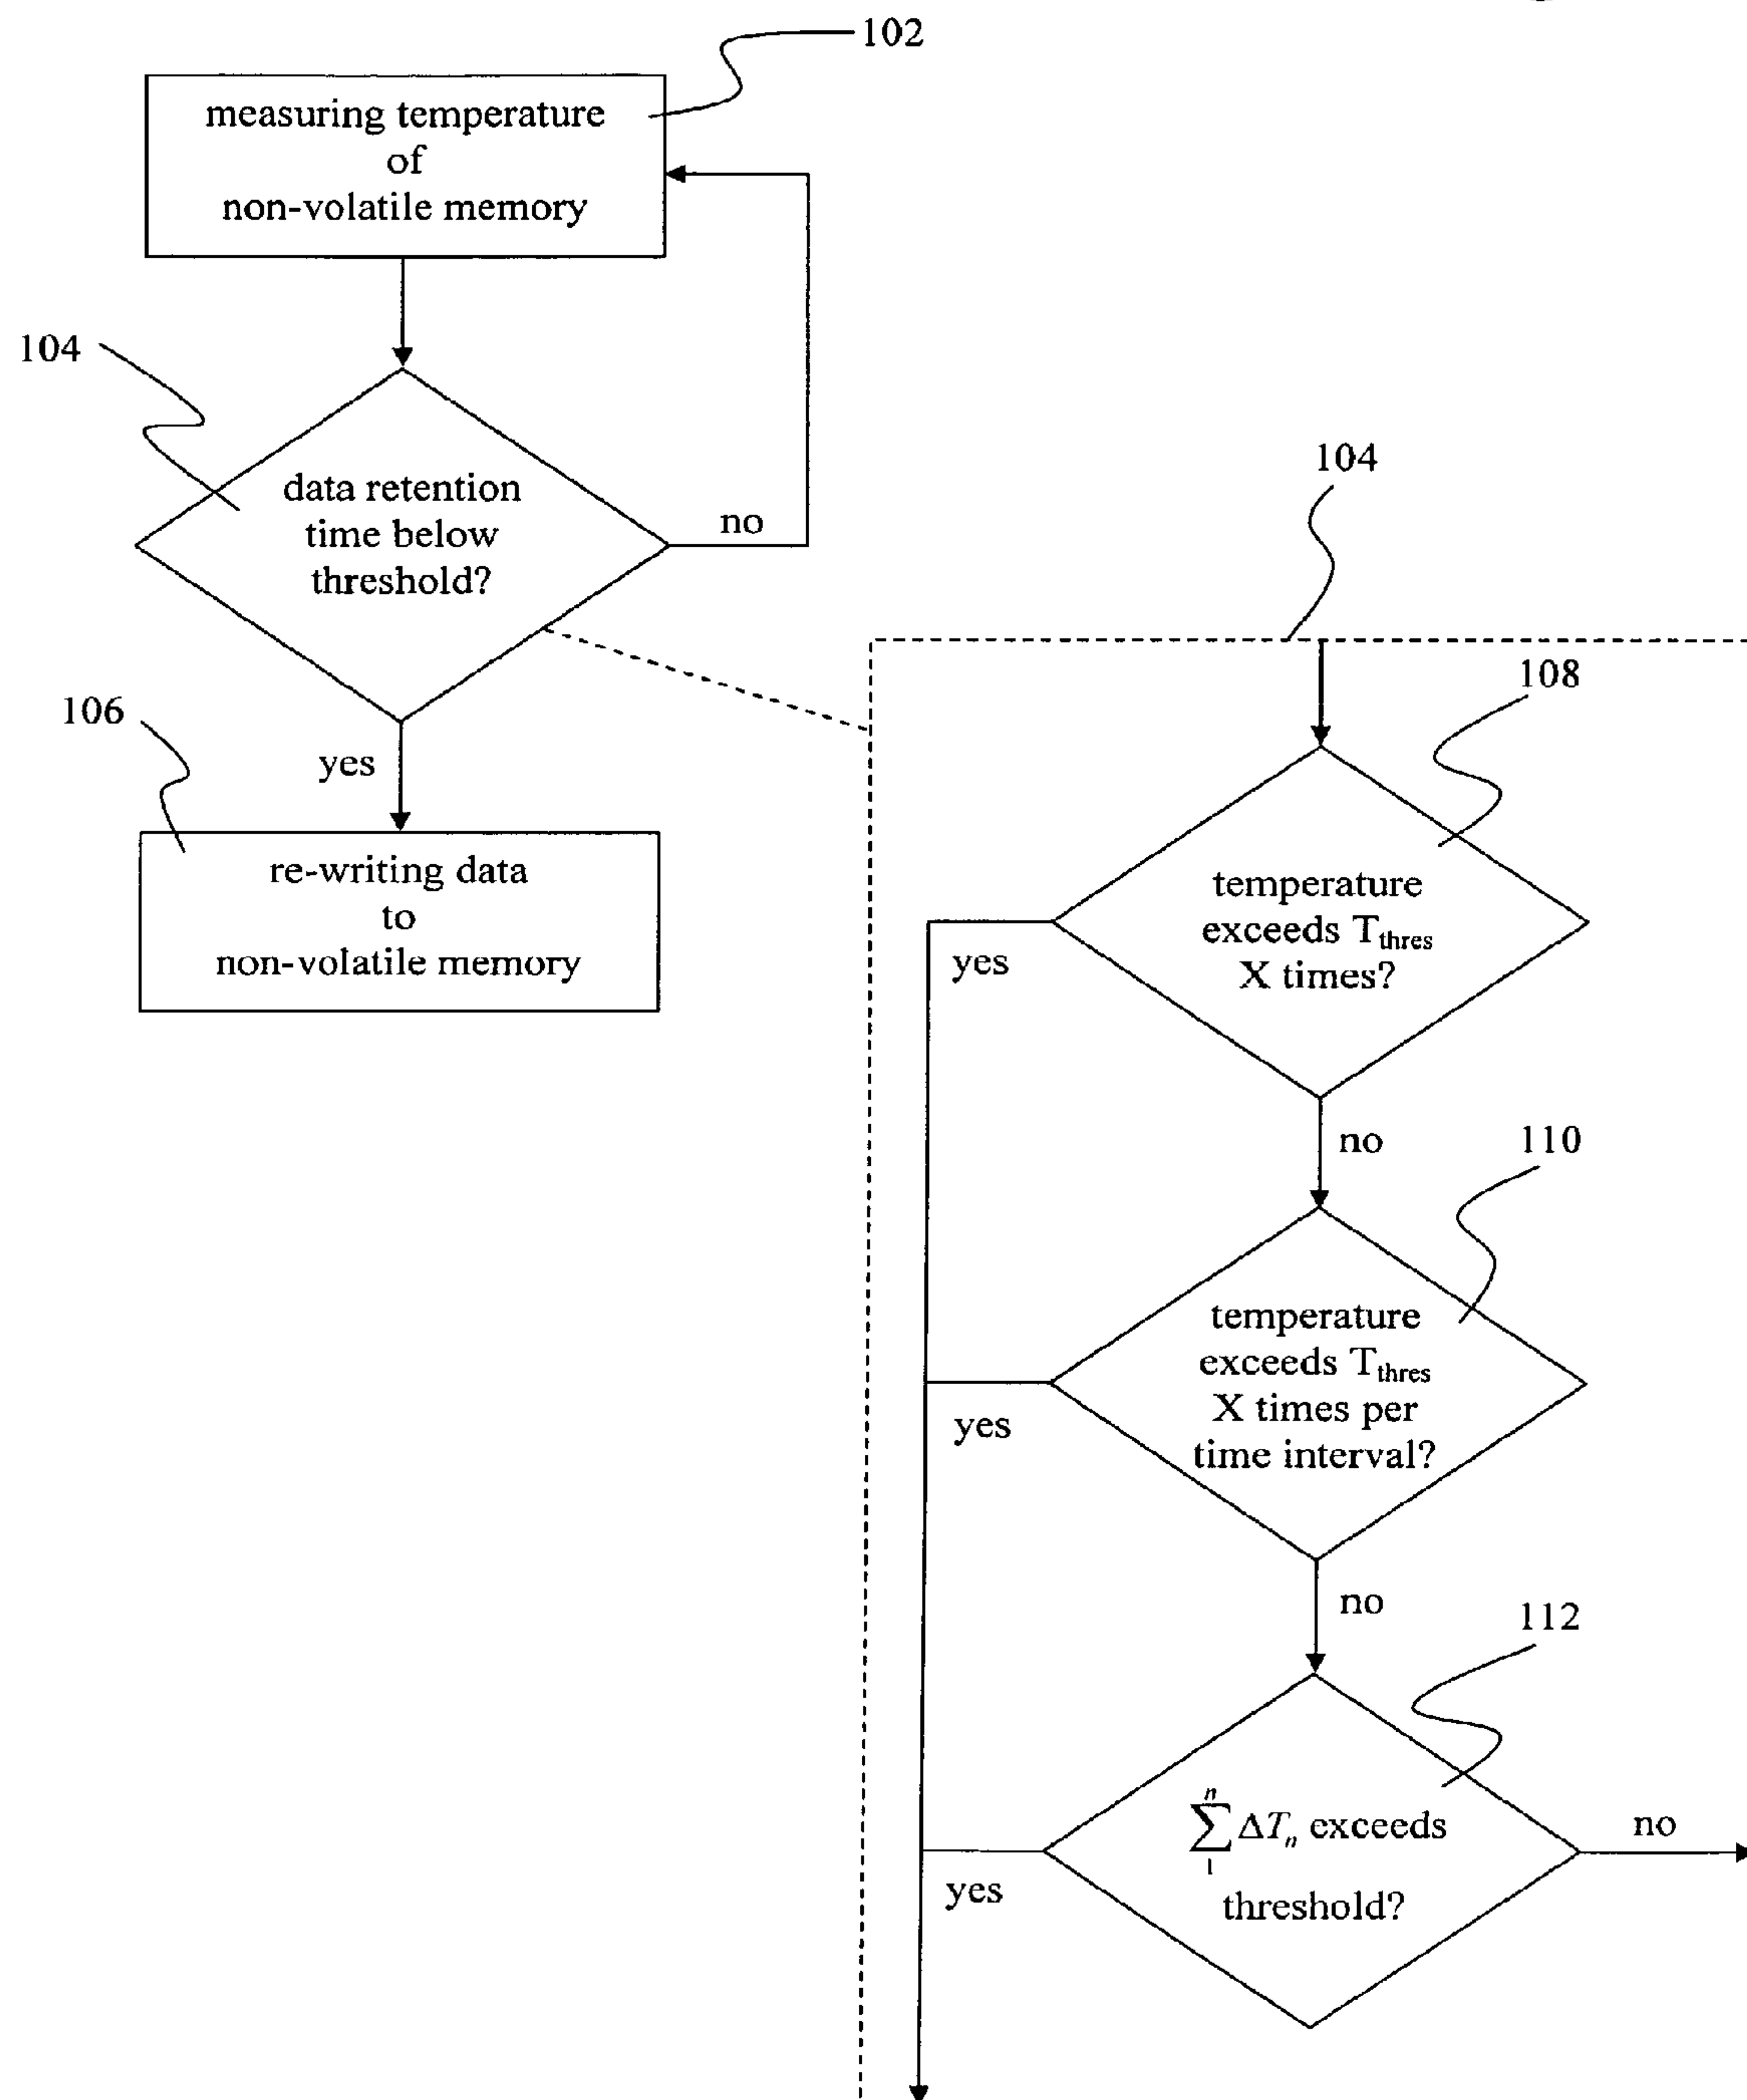 102
measuring temperature
of
non-volatile memory
104
data retention
time below
threshold?
no
yes
106
re-writing data
to
non-volatile memory
104
108
temperature
exceeds Tthres
X times?
yes
no
110
temperature
exceeds Tthres
X times per
time interval?
yes
no
112
n
∑ ΔTn exceeds
1
threshold?
no
yes